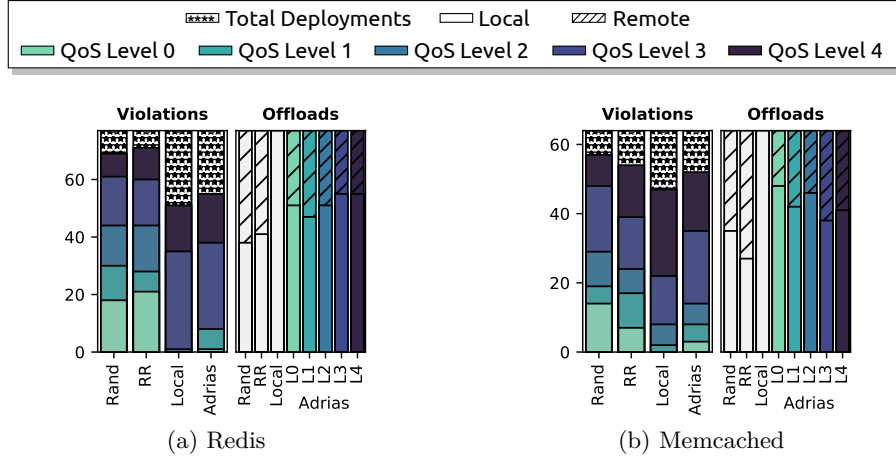 Total Deployments Local Remote
QoS Level 0 QoS Level 1 QoS Level 2 QoS Level 3 QoS Level 4
Violations Offloads
60
40
20
0
Rand RR Local Adrias Rand RR Local L0 L1 L2 L3 L4
Adrias
(a) Redis
Violations Offloads
60
40
20
0
Rand RR Local Adrias Rand RR Local L0 L1 L2 L3 L4
Adrias
(b) Memcached